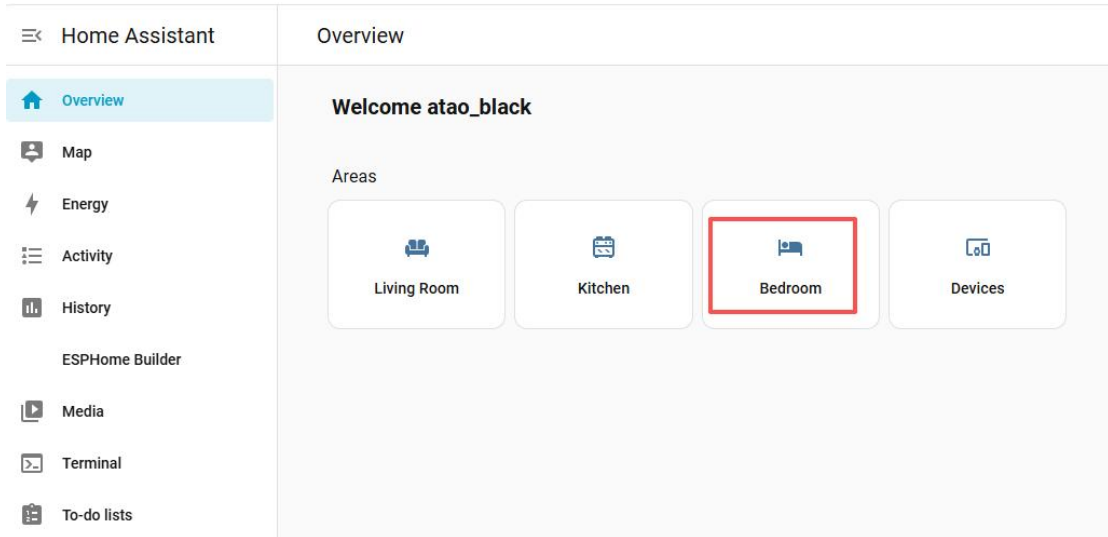 Home Assistant
Overview
Overview
Map
Energy
Activity
History
ESPHome Builder
Media
Terminal
To-do lists
Welcome atao_black
Areas
Living Room
Kitchen
Bedroom
Devices